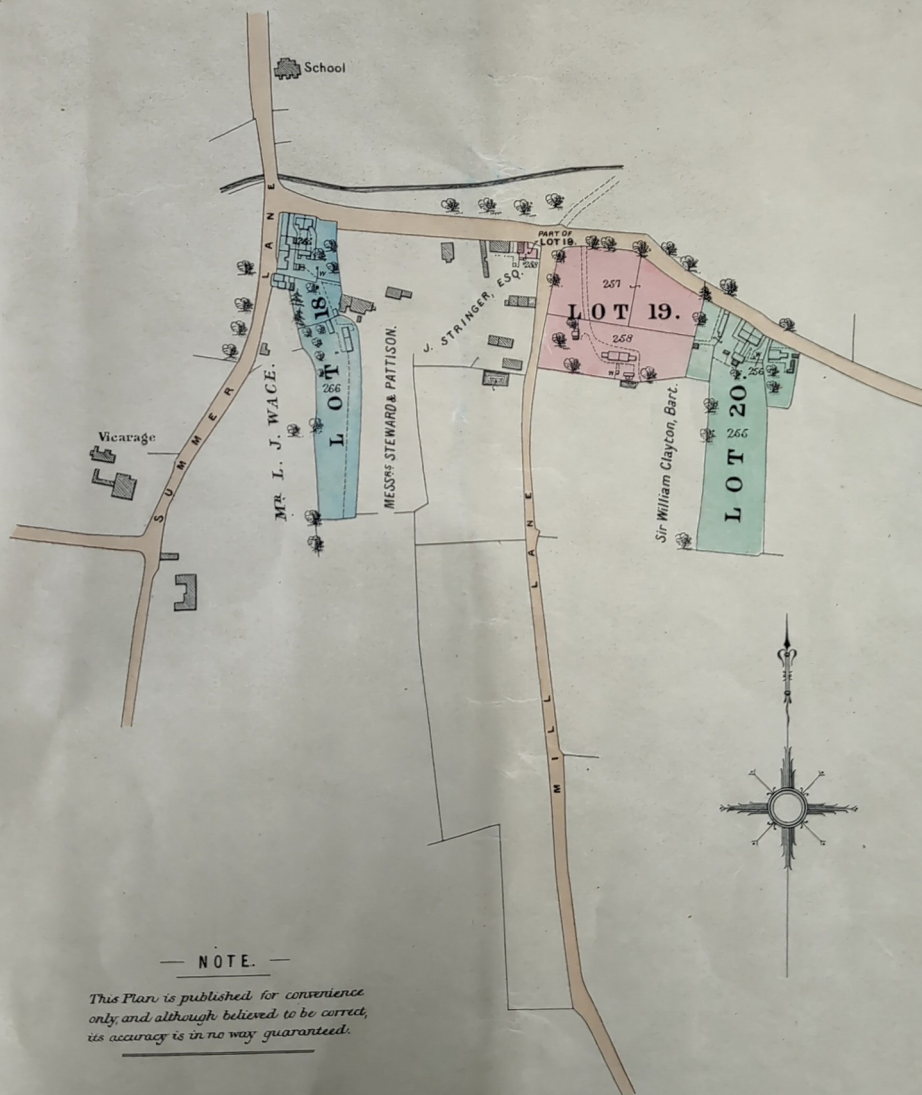 School
SUMMER LANE
PART OF
LOT 19.
257
LOT 19.
258
W
J. STRINGER, ESQ.
LOT 18
W
266
MR. L. J. WACE.
MESSRS STEWARD & PATTISON.
Sir William Clayton, Bart.
LOT 20.
256
255
Vicarage
MILL LANE
— NOTE. —
This Plan is published for convenience
only, and although believed to be correct,
its accuracy is in no way guaranteed.